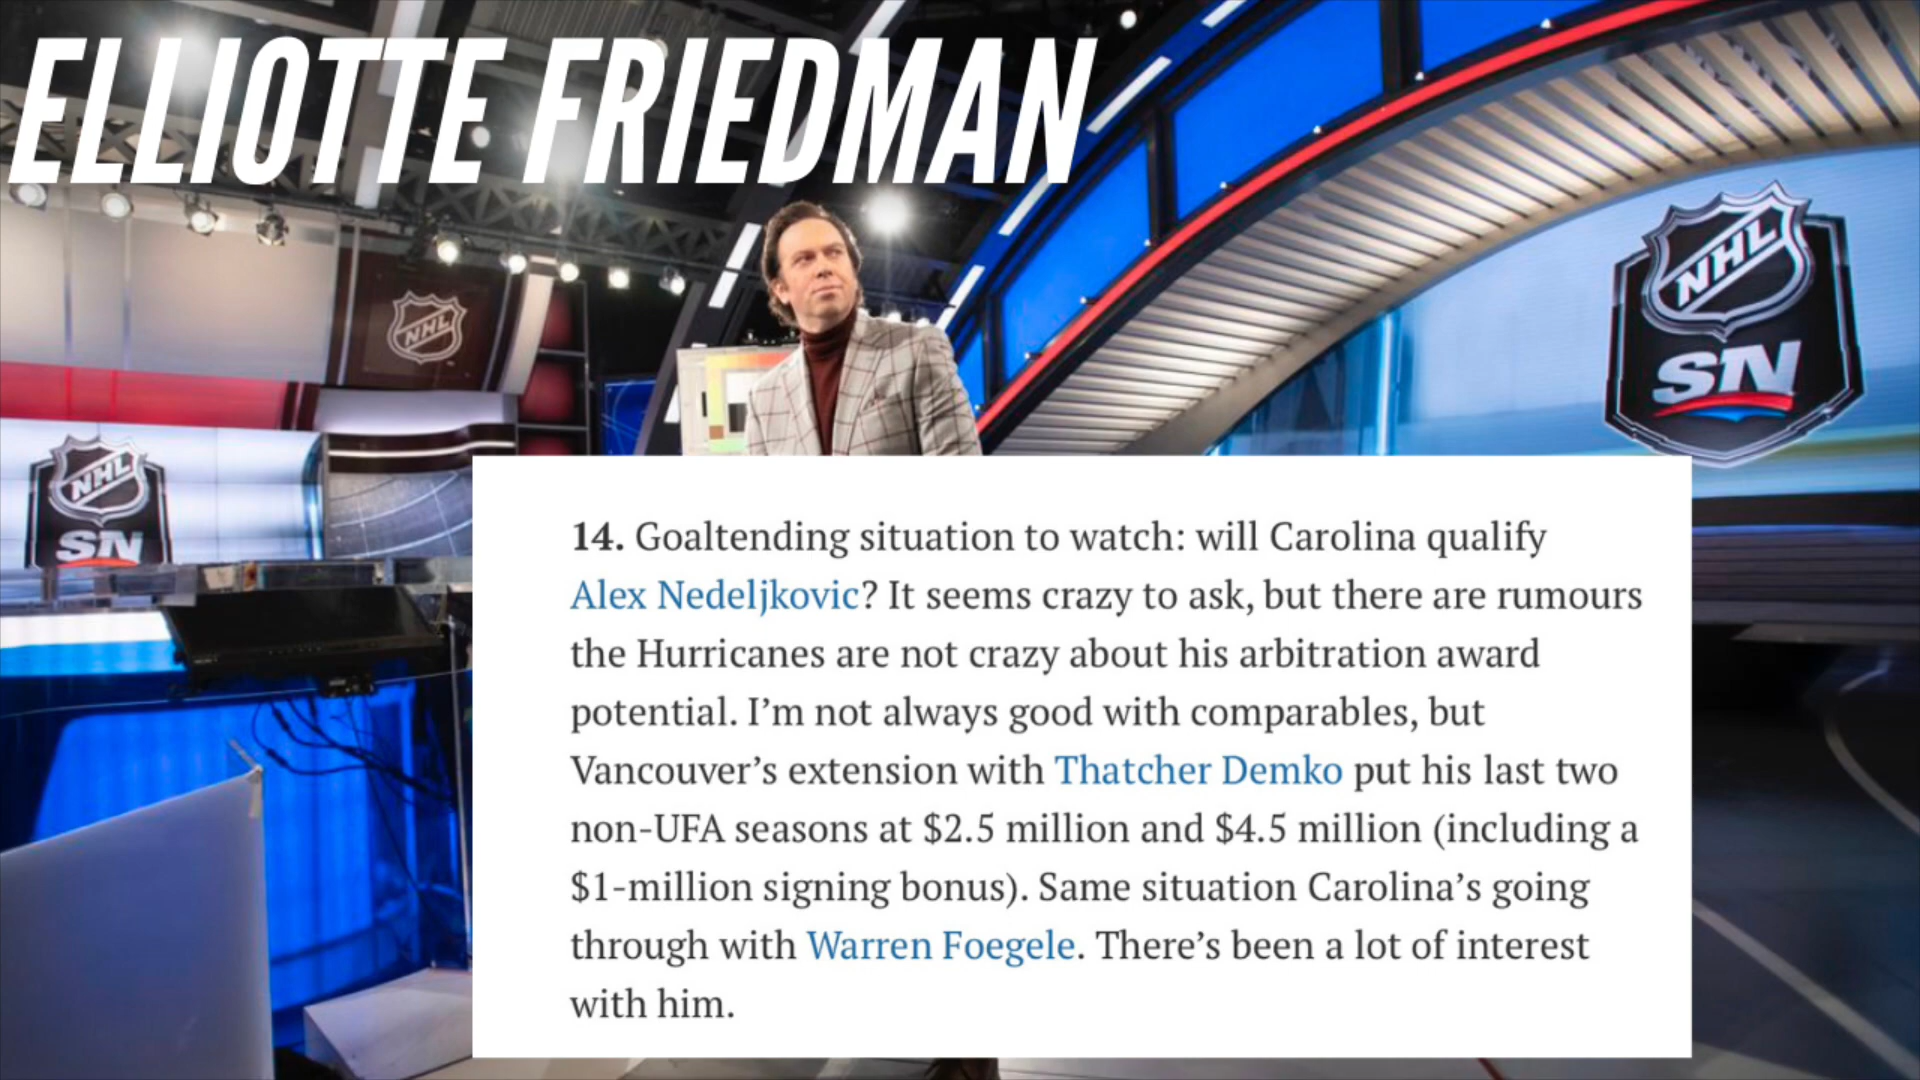 ELLIOTTE FRIEDMAN
NHL
NHL
SN
NHL
SN
14. Goaltending situation to watch: will Carolina qualify
Alex Nedeljkovic? It seems crazy to ask, but there are rumours
the Hurricanes are not crazy about his arbitration award
potential. I’m not always good with comparables, but
Vancouver’s extension with Thatcher Demko put his last two
non-UFA seasons at $2.5 million and $4.5 million (including a
$1-million signing bonus). Same situation Carolina’s going
through with Warren Foegele. There’s been a lot of interest
with him.